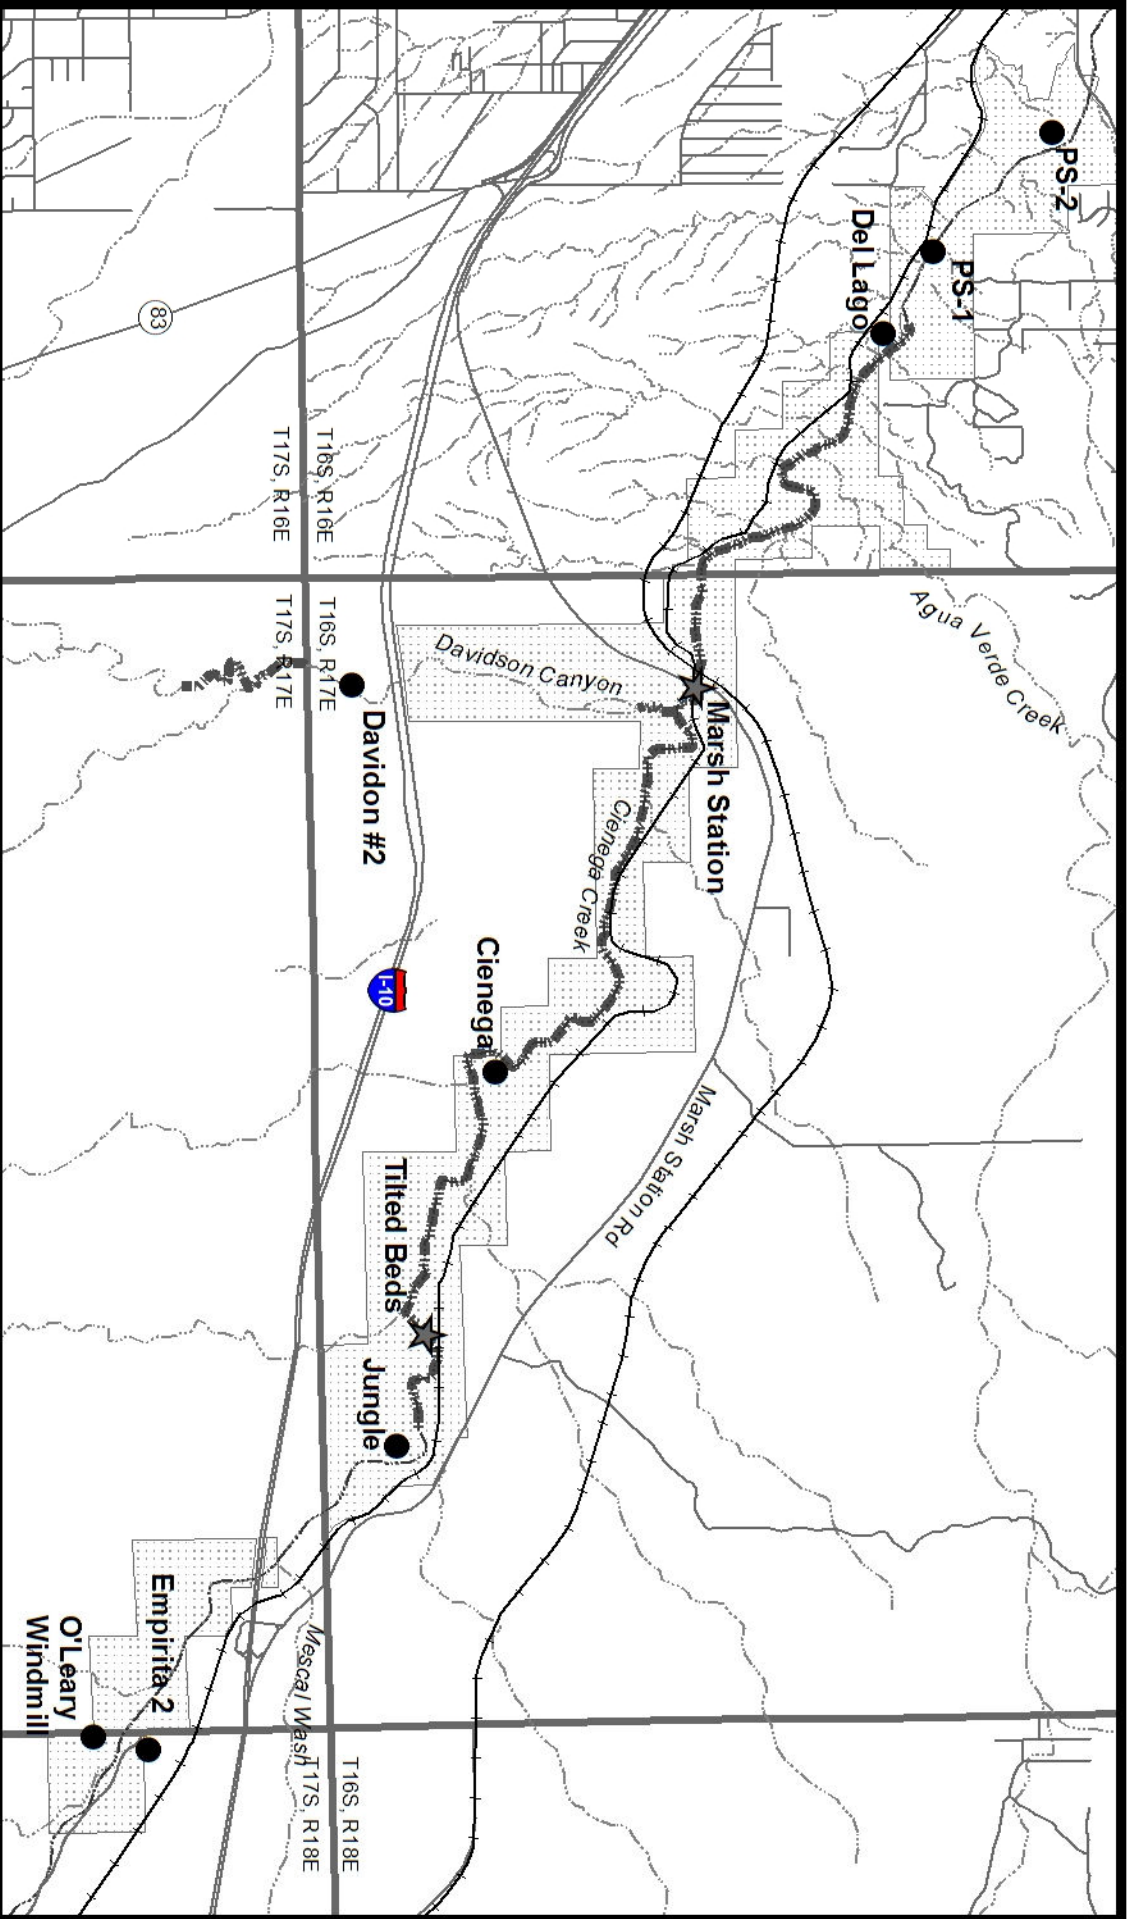 PS-2
PS-1
Del Lago
83
T16S, R16E
T17S, R16E
Agua Verde Creek
T16S, R17E
T17S, R17E
Davidson Canyon
Marsh Station
Davidon #2
Cienega Creek
Cienega
I-10
Marsh Station Rd
Tilted Beds
Jungle
Empirita 2
O'Leary
Windmill
Mescal Wash
T16S, R18E
T17S, R18E